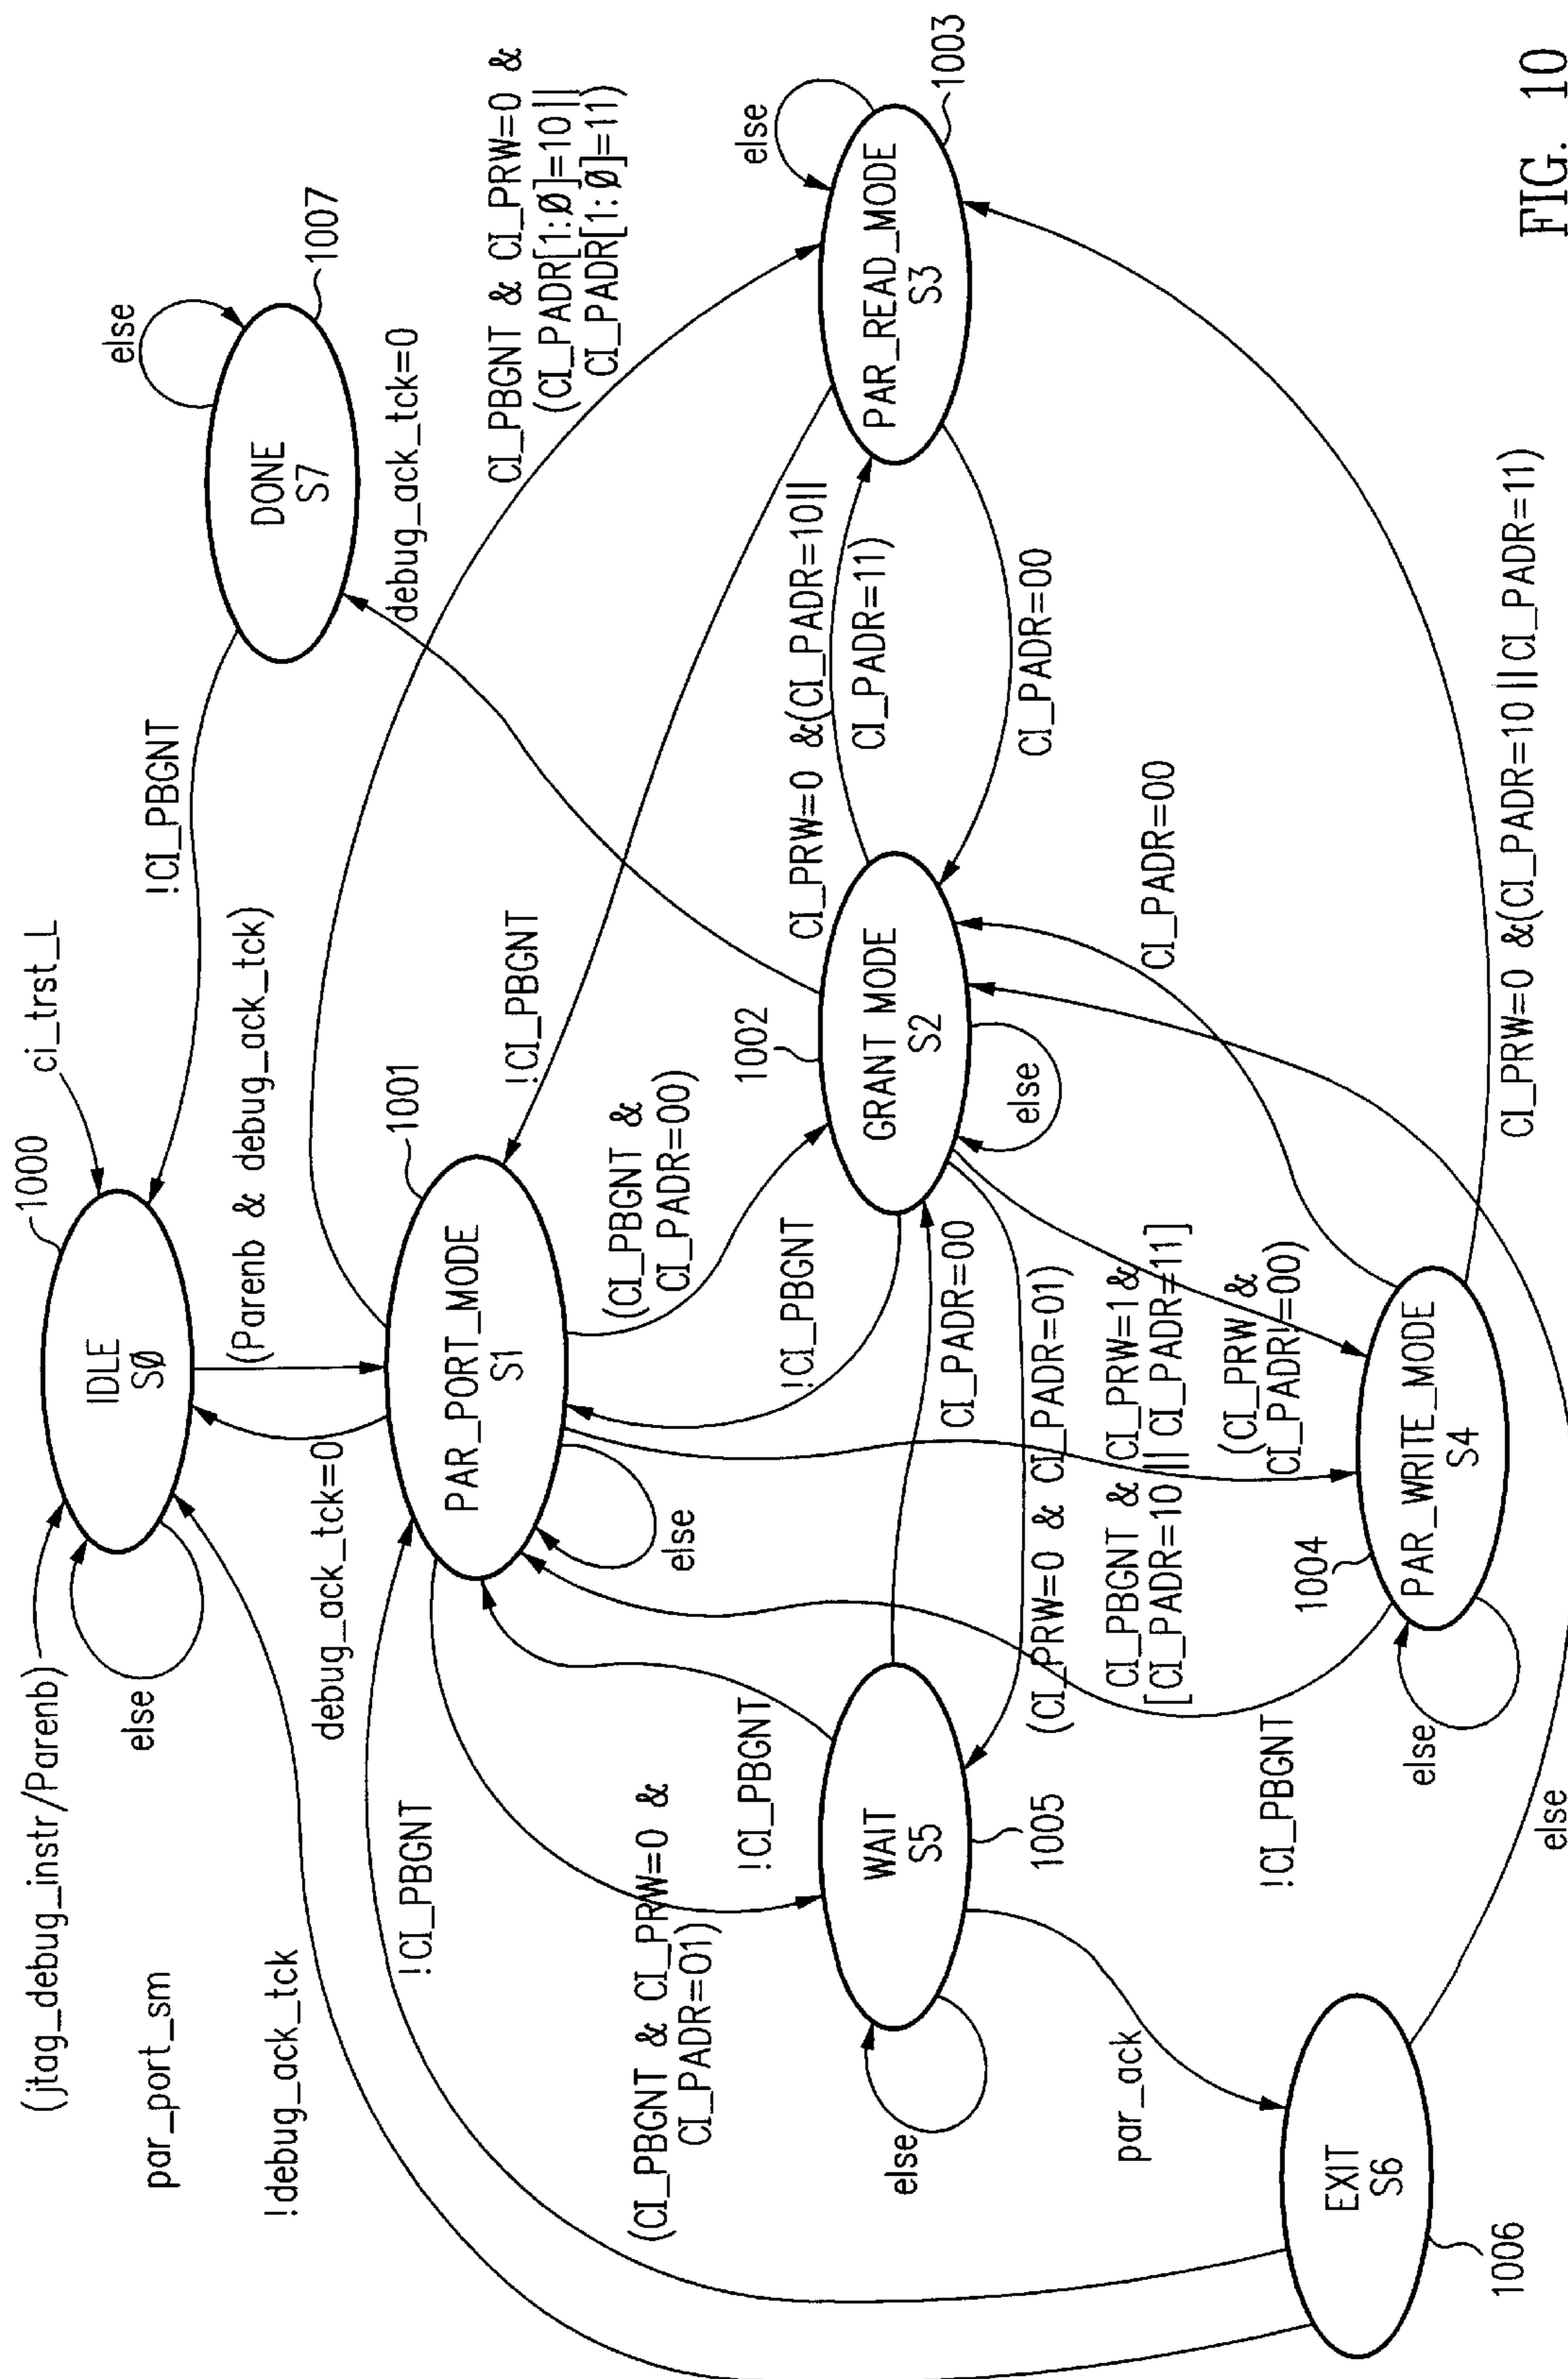 (jtag_debug_instr/Parenb)
ci_trst_L
1000
IDLE
SØ
else
par_port_sm
!debug_ack_tck
debug_ack_tck=0
(Parenb & debug_ack_tck)
!CI_PBGNT
else
DONE
S7
1007
debug_ack_tck=0
1001
PAR_PORT_MODE
S1
else
!CI_PBGNT
CI_PBGNT & CI_PRW=0 &
(CI_PADR[1:Ø]=10||
CI_PADR[1:Ø]=11)
(CI_PBGNT & CI_PRW=0 &
CI_PADR=01)
!CI_PBGNT
(CI_PBGNT &
CI_PADR=00)
!CI_PBGNT
!CI_PBGNT
1002
GRANT MODE
S2
else
CI_PRW=0 &(CI_PADR=10||
CI_PADR=11)
CI_PADR=00
else
PAR_READ_MODE
S3
1003
WAIT
S5
1005
else
CI_PADR=00
(CI_PRW=0 & CI_PADR=01)
CI_PBGNT & CI_PRW=1&
[CI_PADR=10 || CI_PADR=11]
(CI_PRW &
CI_PADR!=00)
CI_PADR=00
par_ack
!CI_PBGNT
1004
PAR_WRITE_MODE
S4
else
CI_PRW=0 &(CI_PADR=10||CI_PADR=11)
EXIT
S6
1006
else
FIG. 10